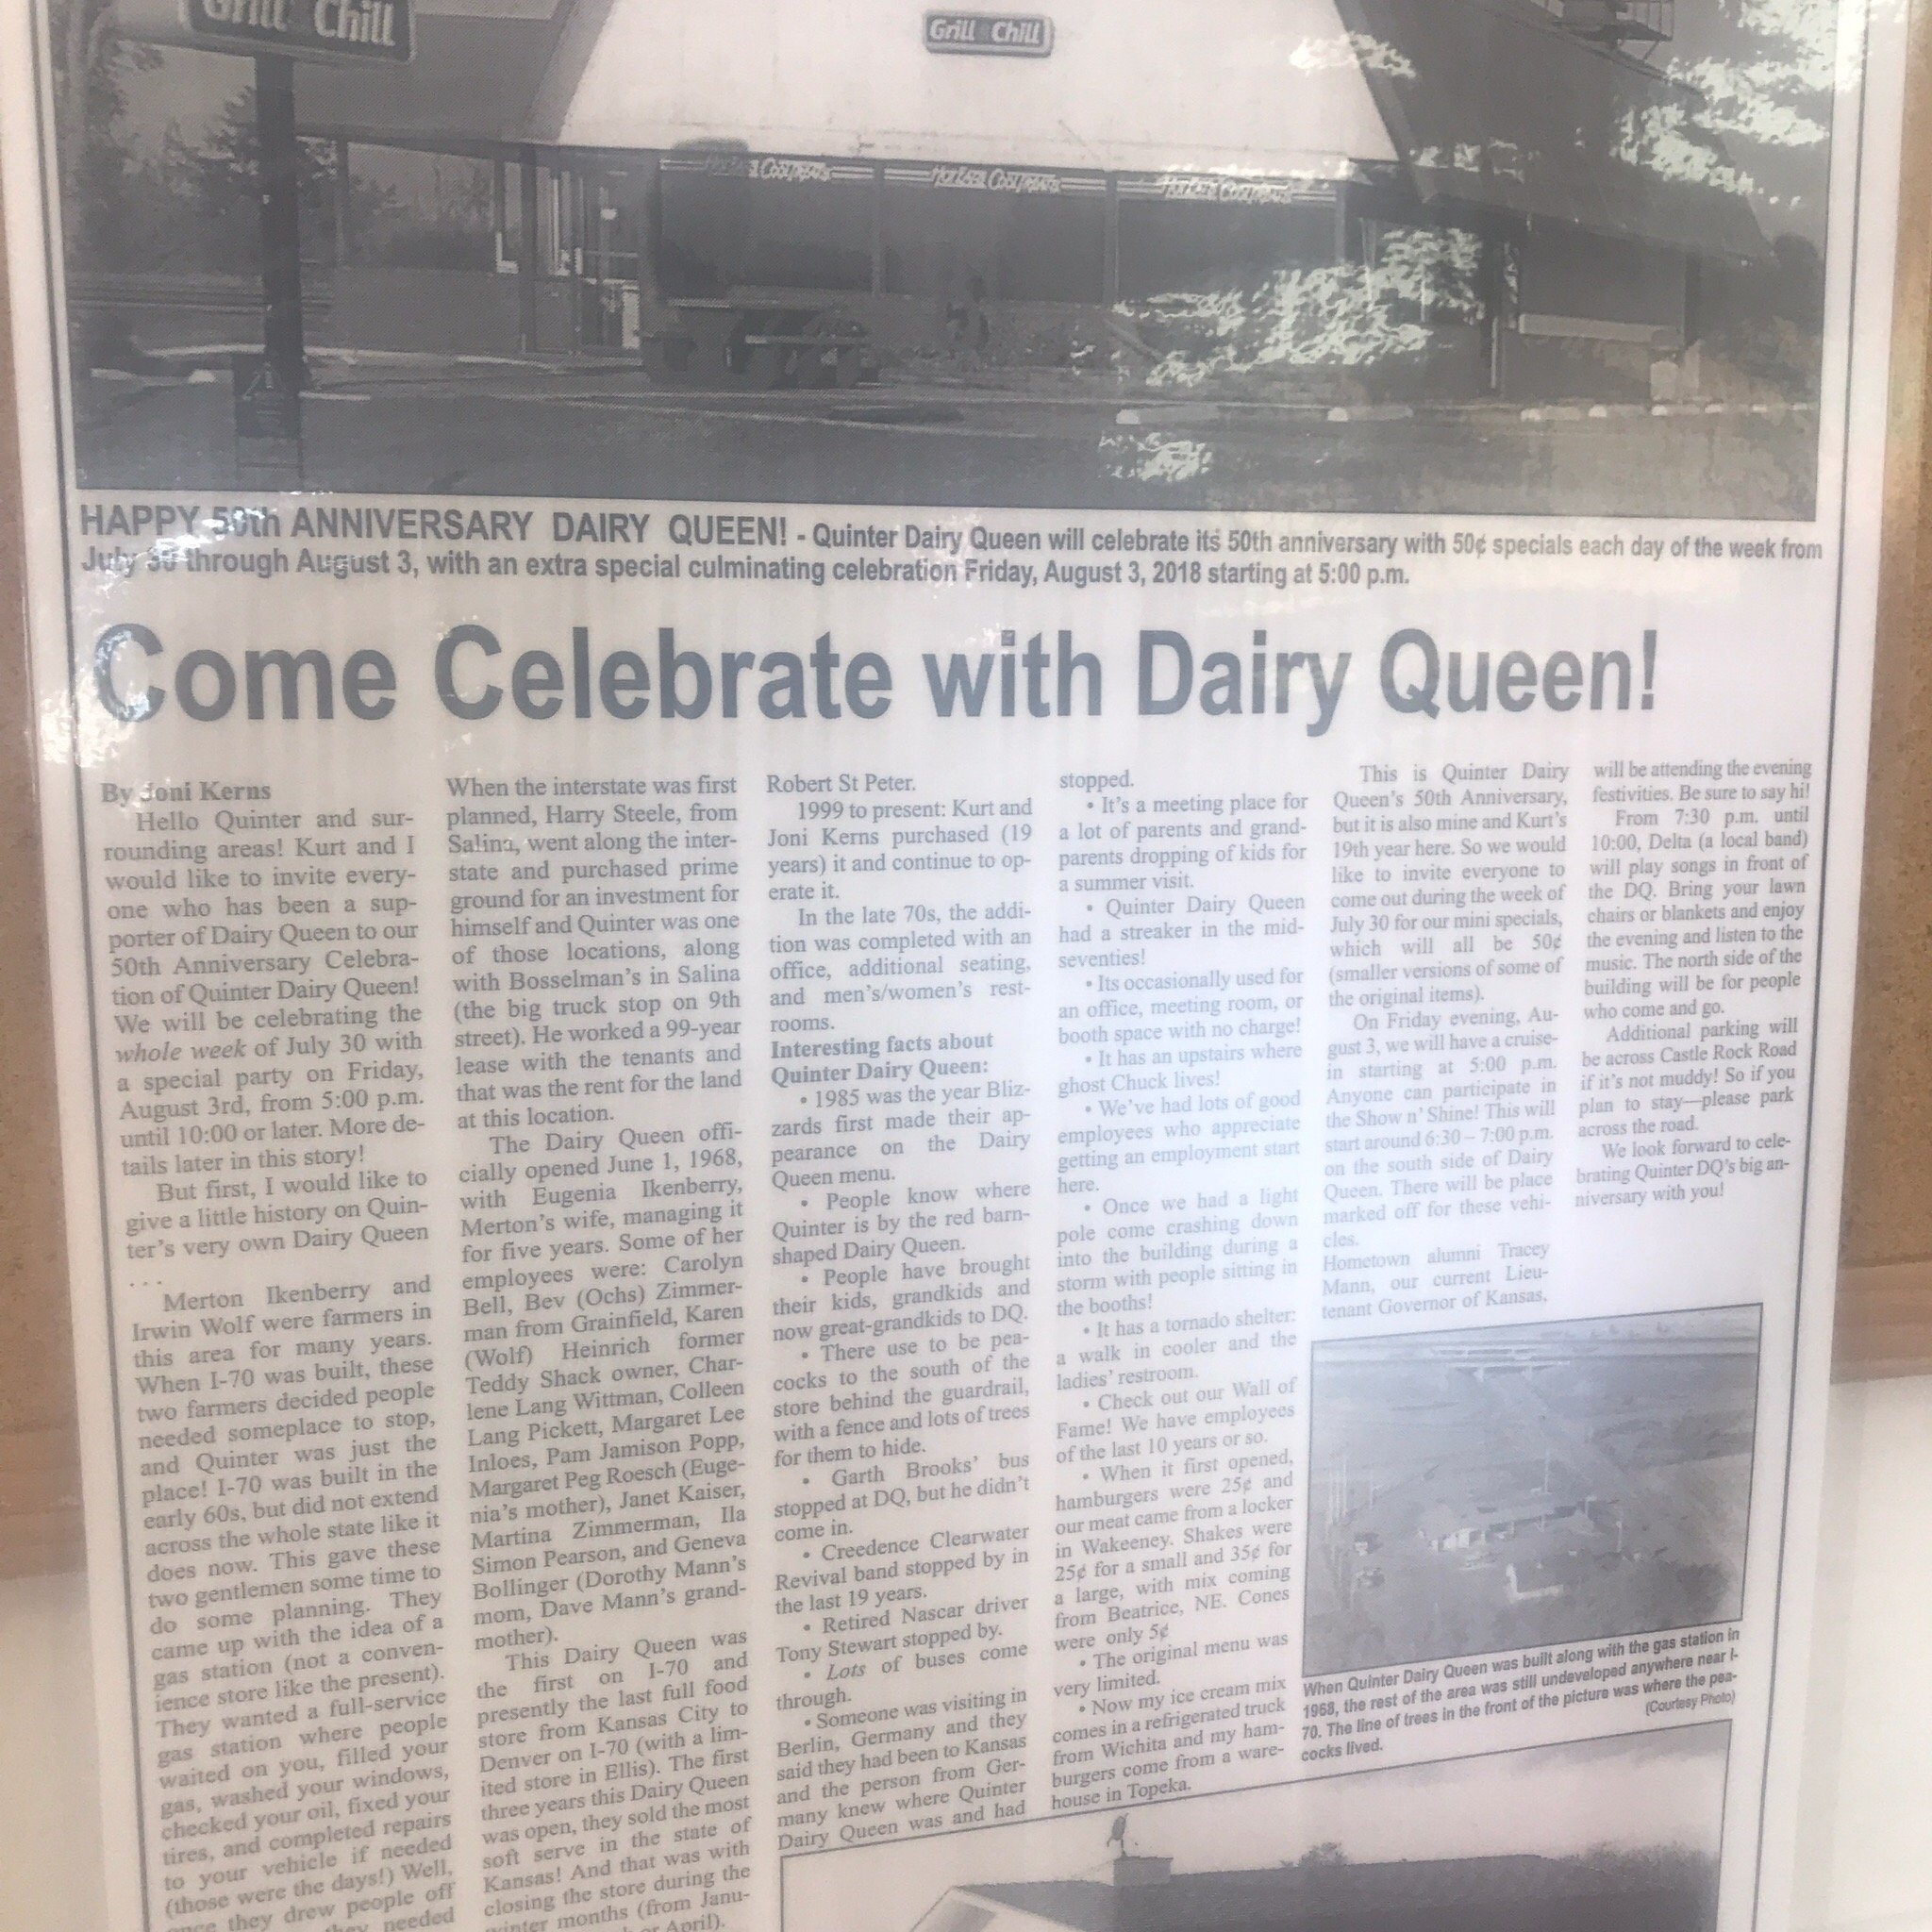 Grill & Chill
Grill & Chill
Hot Eats Cool Treats
Hot Eats Cool Treats
Hot Eats Cool Treats
HAPPY 50th ANNIVERSARY DAIRY QUEEN! - Quinter Dairy Queen will celebrate its 50th anniversary with 50¢ specials each day of the week from
July 30 through August 3, with an extra special culminating celebration Friday, August 3, 2018 starting at 5:00 p.m.
Come Celebrate with Dairy Queen!
By Joni Kerns
Hello Quinter and sur-
rounding areas! Kurt and I
would like to invite every-
one who has been a sup-
porter of Dairy Queen to our
50th Anniversary Celebra-
tion of Quinter Dairy Queen!
We will be celebrating the
whole week of July 30 with
a special party on Friday,
August 3rd, from 5:00 p.m.
until 10:00 or later. More de-
tails later in this story!
But first, I would like to
give a little history on Quin-
ter's very own Dairy Queen
. . .
Merton Ikenberry and
Irwin Wolf were farmers in
this area for many years.
When I-70 was built, these
two farmers decided people
needed someplace to stop,
and Quinter was just the
place! I-70 was built in the
early 60s, but did not extend
across the whole state like it
does now. This gave these
two gentlemen some time to
do some planning. They
came up with the idea of a
gas station (not a conven-
ience store like the present).
They wanted a full-service
gas station where people
waited on you, filled your
gas, washed your windows,
checked your oil, fixed your
tires, and completed repairs
to your vehicle if needed
(those were the days!) Well,
once they drew people off
they needed
When the interstate was first
planned, Harry Steele, from
Salina, went along the inter-
state and purchased prime
ground for an investment for
himself and Quinter was one
of those locations, along
with Bosselman's in Salina
(the big truck stop on 9th
street). He worked a 99-year
lease with the tenants and
that was the rent for the land
at this location.
The Dairy Queen offi-
cially opened June 1, 1968,
with Eugenia Ikenberry,
Merton's wife, managing it
for five years. Some of her
employees were: Carolyn
Bell, Bev (Ochs) Zimmer-
man from Grainfield, Karen
(Wolf) Heinrich former
Teddy Shack owner, Char-
lene Lang Wittman, Colleen
Lang Pickett, Margaret Lee
Inloes, Pam Jamison Popp,
Margaret Peg Roesch (Euge-
nia's mother), Janet Kaiser,
Martina Zimmerman, Ila
Simon Pearson, and Geneva
Bollinger (Dorothy Mann's
mom, Dave Mann's grand-
mother).
This Dairy Queen was
the first on I-70 and
presently the last full food
store from Kansas City to
Denver on I-70 (with a lim-
ited store in Ellis). The first
three years this Dairy Queen
was open, they sold the most
soft serve in the state of
Kansas! And that was with
closing the store during the
winter months (from Janu-
or April).
Robert St Peter.
1999 to present: Kurt and
Joni Kerns purchased (19
years) it and continue to op-
erate it.
In the late 70s, the addi-
tion was completed with an
office, additional seating,
and men's/women's rest-
rooms.
Interesting facts about
Quinter Dairy Queen:
• 1985 was the year Bliz-
zards first made their ap-
pearance on the Dairy
Queen menu.
• People know where
Quinter is by the red barn-
shaped Dairy Queen.
• People have brought
their kids, grandkids and
now great-grandkids to DQ.
• There use to be pea-
cocks to the south of the
store behind the guardrail,
with a fence and lots of trees
for them to hide.
• Garth Brooks' bus
stopped at DQ, but he didn't
come in.
• Creedence Clearwater
Revival band stopped by in
the last 19 years.
• Retired Nascar driver
Tony Stewart stopped by.
• Lots of buses come
through.
• Someone was visiting in
Berlin, Germany and they
said they had been to Kansas
and the person from Ger-
many knew where Quinter
Dairy Queen was and had
stopped.
• It's a meeting place for
a lot of parents and grand-
parents dropping of kids for
a summer visit.
• Quinter Dairy Queen
had a streaker in the mid-
seventies!
• Its occasionally used for
an office, meeting room, or
booth space with no charge!
• It has an upstairs where
ghost Chuck lives!
• We've had lots of good
employees who appreciate
getting an employment start
here.
• Once we had a light
pole come crashing down
into the building during a
storm with people sitting in
the booths!
• It has a tornado shelter:
a walk in cooler and the
ladies' restroom.
• Check out our Wall of
Fame! We have employees
of the last 10 years or so.
• When it first opened,
hamburgers were 25¢ and
our meat came from a locker
in Wakeeney. Shakes were
25¢ for a small and 35¢ for
a large, with mix coming
from Beatrice, NE. Cones
were only 5¢
• The original menu was
very limited.
• Now my ice cream mix
comes in a refrigerated truck
from Wichita and my ham-
burgers come from a ware-
house in Topeka.
This is Quinter Dairy
Queen's 50th Anniversary,
but it is also mine and Kurt's
19th year here. So we would
like to invite everyone to
come out during the week of
July 30 for our mini specials,
which will all be 50¢
(smaller versions of some of
the original items).
On Friday evening, Au-
gust 3, we will have a cruise-
in starting at 5:00 p.m.
Anyone can participate in
the Show n' Shine! This will
start around 6:30 – 7:00 p.m.
on the south side of Dairy
Queen. There will be place
marked off for these vehi-
cles.
Hometown alumni Tracey
Mann, our current Lieu-
tenant Governor of Kansas,
will be attending the evening
festivities. Be sure to say hi!
From 7:30 p.m. until
10:00, Delta (a local band)
will play songs in front of
the DQ. Bring your lawn
chairs or blankets and enjoy
the evening and listen to the
music. The north side of the
building will be for people
who come and go.
Additional parking will
be across Castle Rock Road
if it's not muddy! So if you
plan to stay—please park
across the road.
We look forward to cele-
brating Quinter DQ's big an-
niversary with you!
When Quinter Dairy Queen was built along with the gas station in
1968, the rest of the area was still undeveloped anywhere near I-
70. The line of trees in the front of the picture was where the pea-
cocks lived.
(Courtesy Photo)